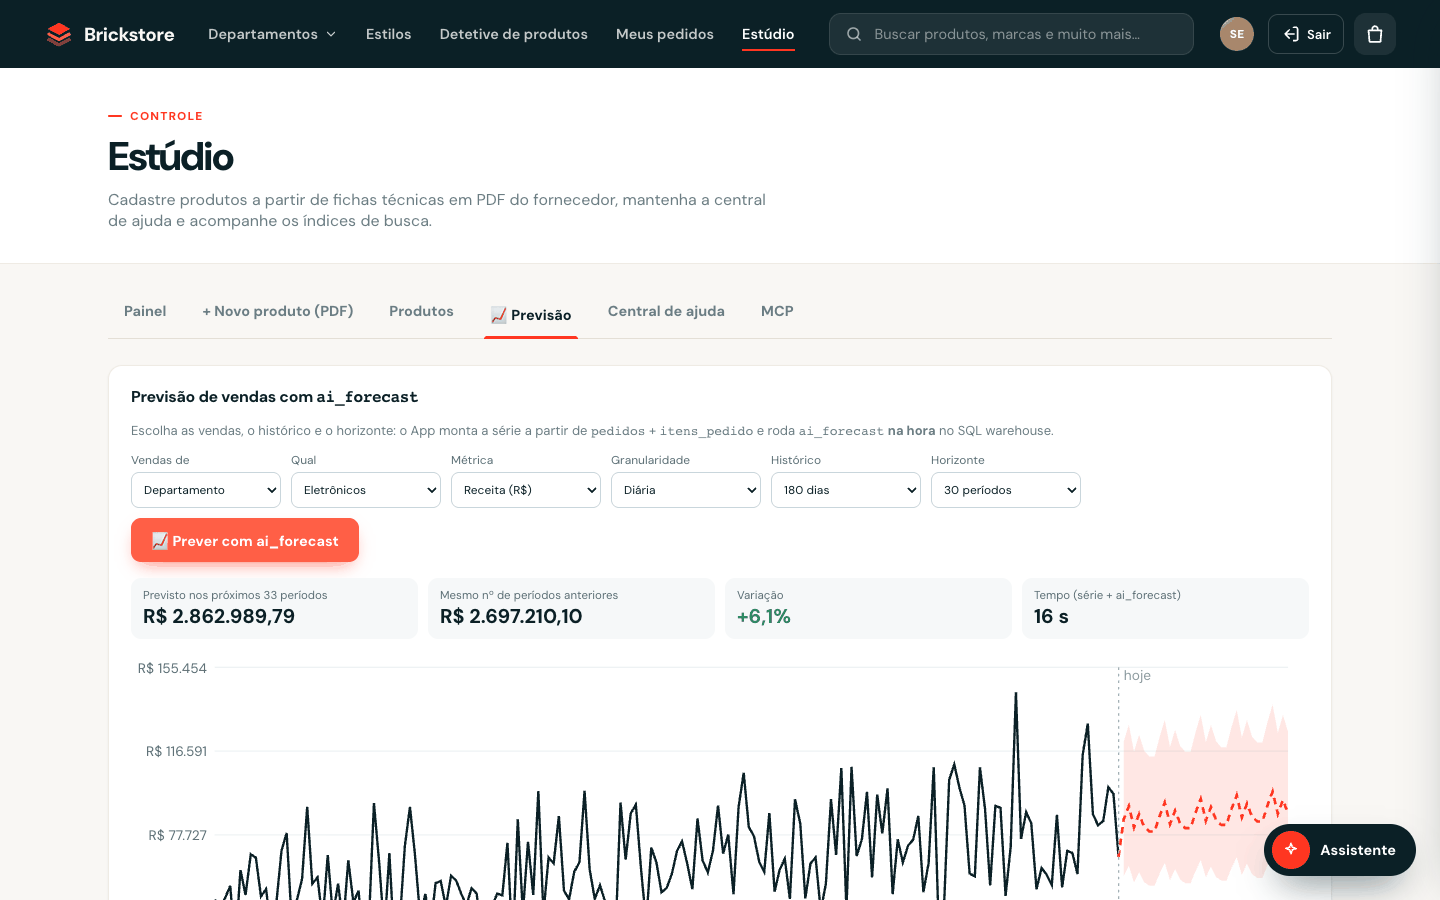 Brickstore
Departamentos
Estilos
Detetive de produtos
Meus pedidos
Estúdio
Buscar produtos, marcas e muito mais...
SE
Sair
CONTROLE
Estúdio
Cadastre produtos a partir de fichas técnicas em PDF do fornecedor, mantenha a central
de ajuda e acompanhe os índices de busca.
Painel
+ Novo produto (PDF)
Produtos
📈 Previsão
Central de ajuda
MCP
Previsão de vendas com ai_forecast
Escolha as vendas, o histórico e o horizonte: o App monta a série a partir de pedidos + itens_pedido e roda ai_forecast na hora no SQL warehouse.
Vendas de
Qual
Métrica
Granularidade
Histórico
Horizonte
Departamento
Eletrônicos
Receita (R$)
Diária
180 dias
30 períodos
📈 Prever com ai_forecast
Previsto nos próximos 33 períodos
R$ 2.862.989,79
Mesmo nº de períodos anteriores
R$ 2.697.210,10
Variação
+6,1%
Tempo (série + ai_forecast)
16 s
R$ 155.454
hoje
R$ 116.591
R$ 77.727
Assistente